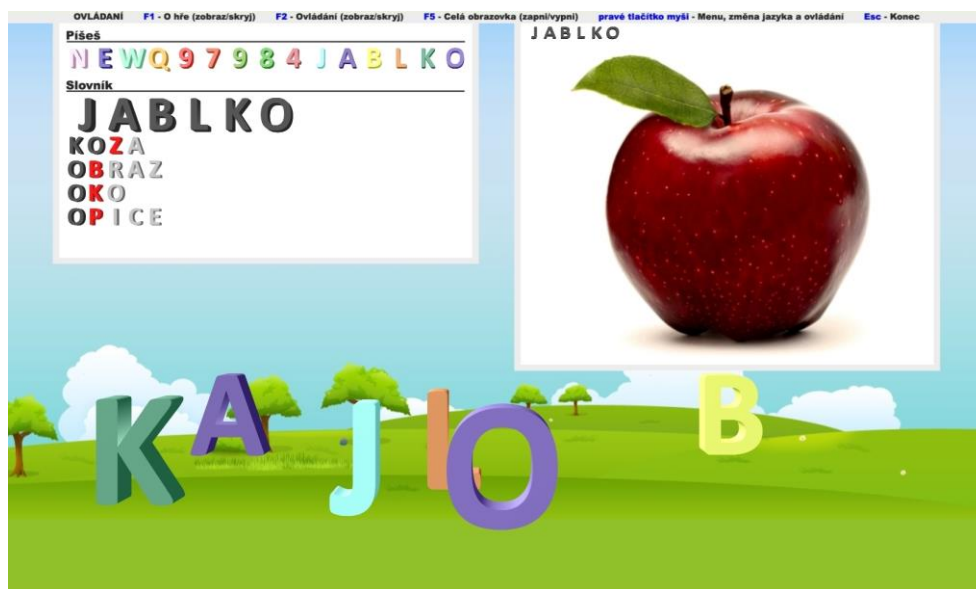 OVLÁDANÍ F1 - O hře (zobraz/skryj) F2 - Ovládání (zobraz/skryj) F5 - Celá obrazovka (zapni/vypni) pravé tlačítko myši - Menu, změna jazyka a ovládání Esc - Konec
Píšeš
NEWQ97984JABLKO
Slovník
JABLKO
KOZA
OBRAZ
OKO
OPICE
JABLKO
K A J L O B